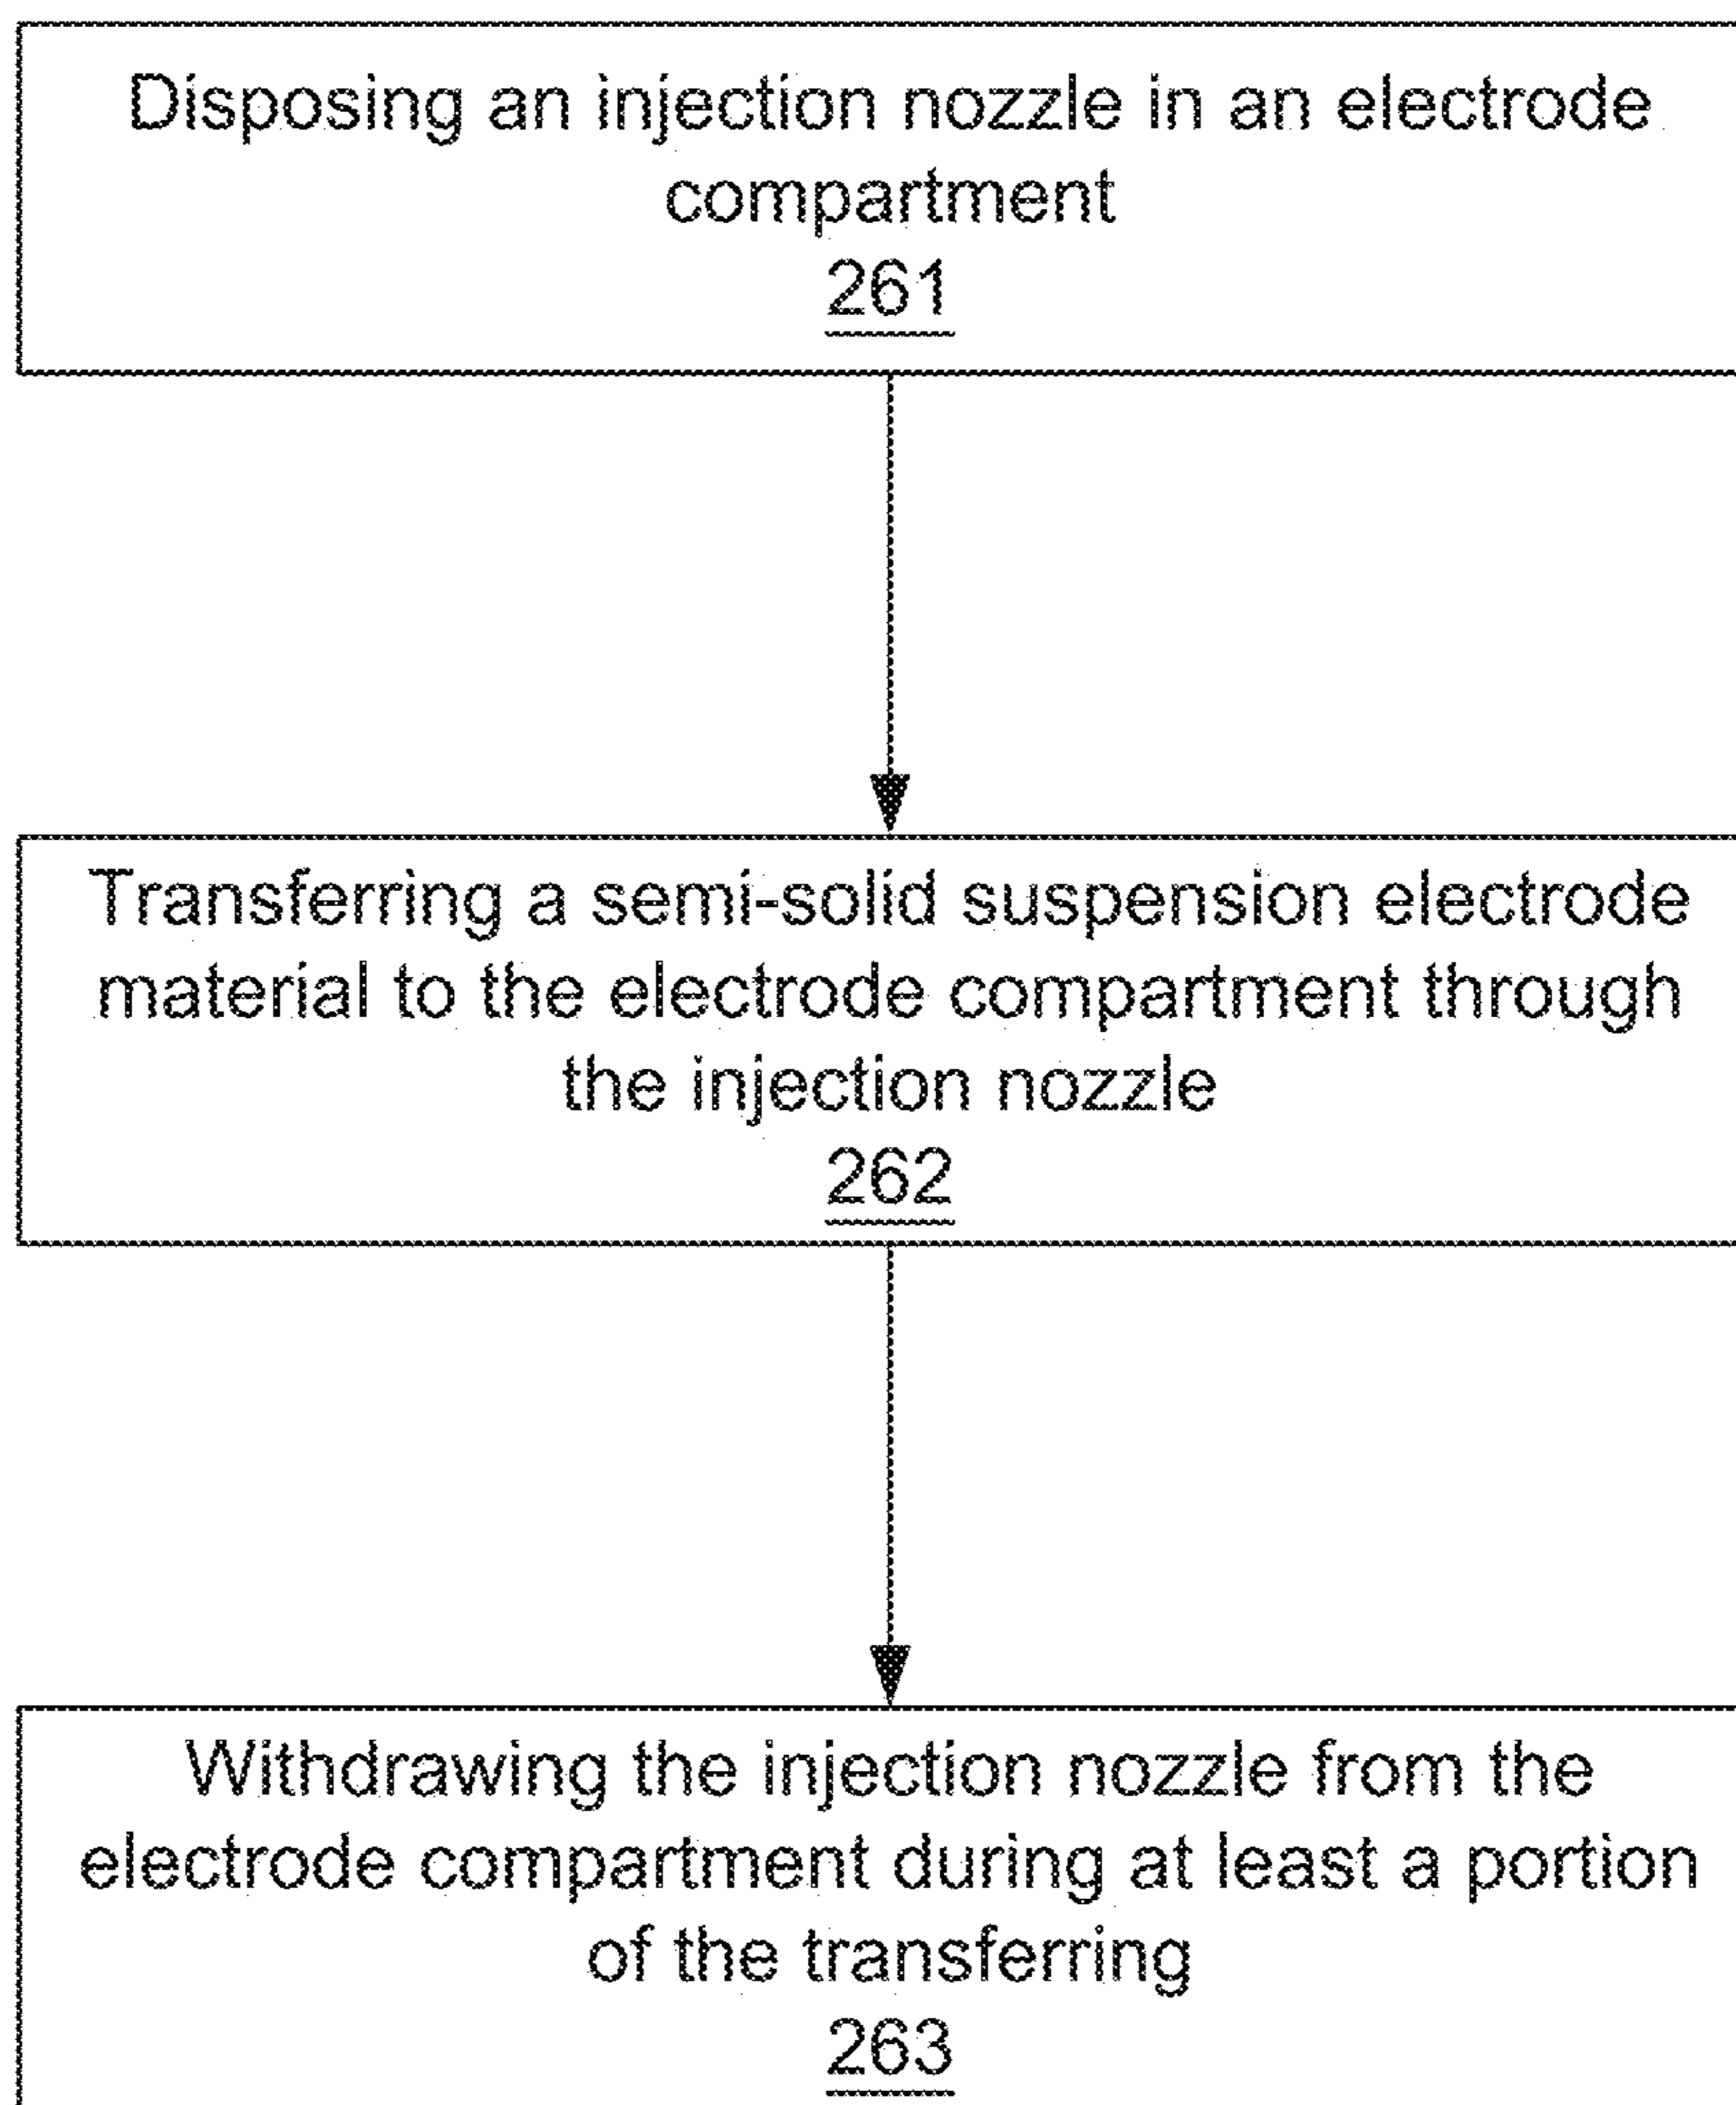 Disposing an injection nozzle in an electrode
compartment
261
Transferring a semi-solid suspension electrode
material to the electrode compartment through
the injection nozzle
262
Withdrawing the injection nozzle from the
electrode compartment during at least a portion
of the transferring
263